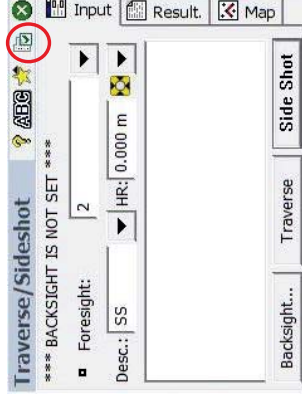 Traverse/Sideshot ? ABC
Input Result. Map
*** BACKSIGHT IS NOT SET ***
Foresight: 2
Desc.: SS HR: 0.000 m
Backsight... Traverse Side Shot